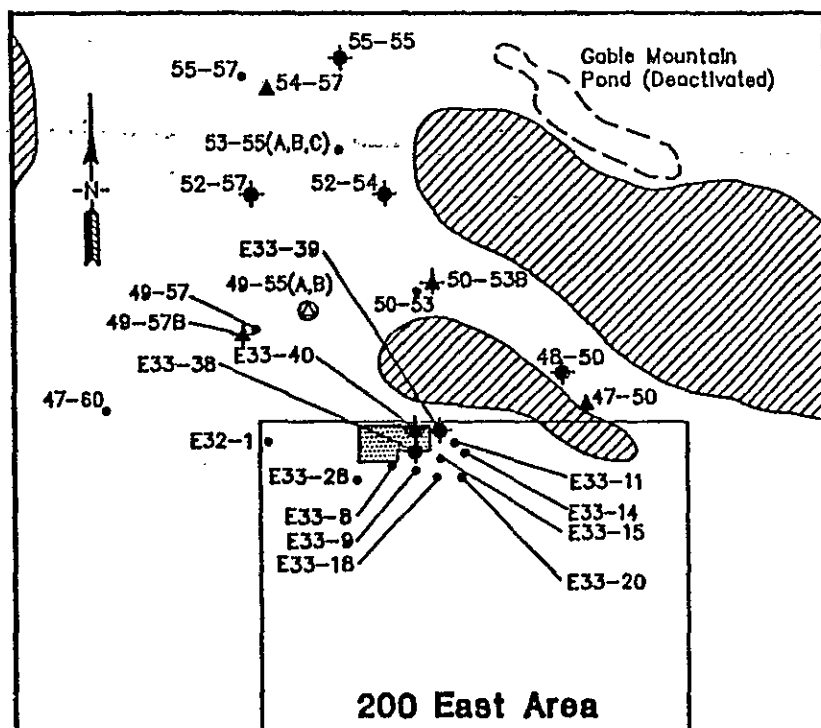 55-55
Gable Mountain
Pond (Deactivated)
55-57
54-57
53-55(A,B,C)
N
52-57
52-54
E33-39
49-55(A,B)
50-53B
50-53
49-57
49-57B
E33-40
E33-38
48-50
47-60
47-50
E32-1
E33-28
E33-11
E33-8
E33-14
E33-9
E33-15
E33-18
E33-20
200 East Area